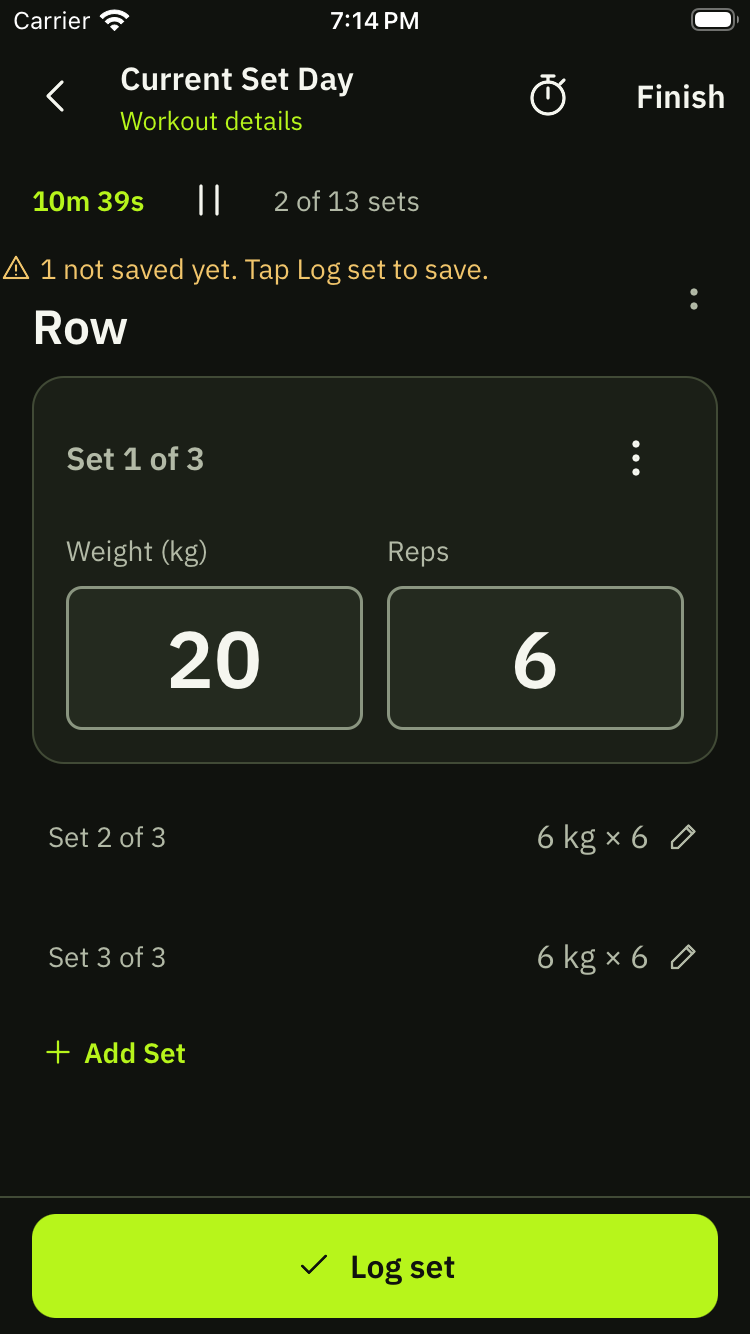 Carrier 7:14 PM
Current Set Day
Workout details
Finish
10m 39s 2 of 13 sets
1 not saved yet. Tap Log set to save.
Row
Set 1 of 3
Weight (kg) Reps
20 6
Set 2 of 3 6 kg × 6
Set 3 of 3 6 kg × 6
+ Add Set
Log set